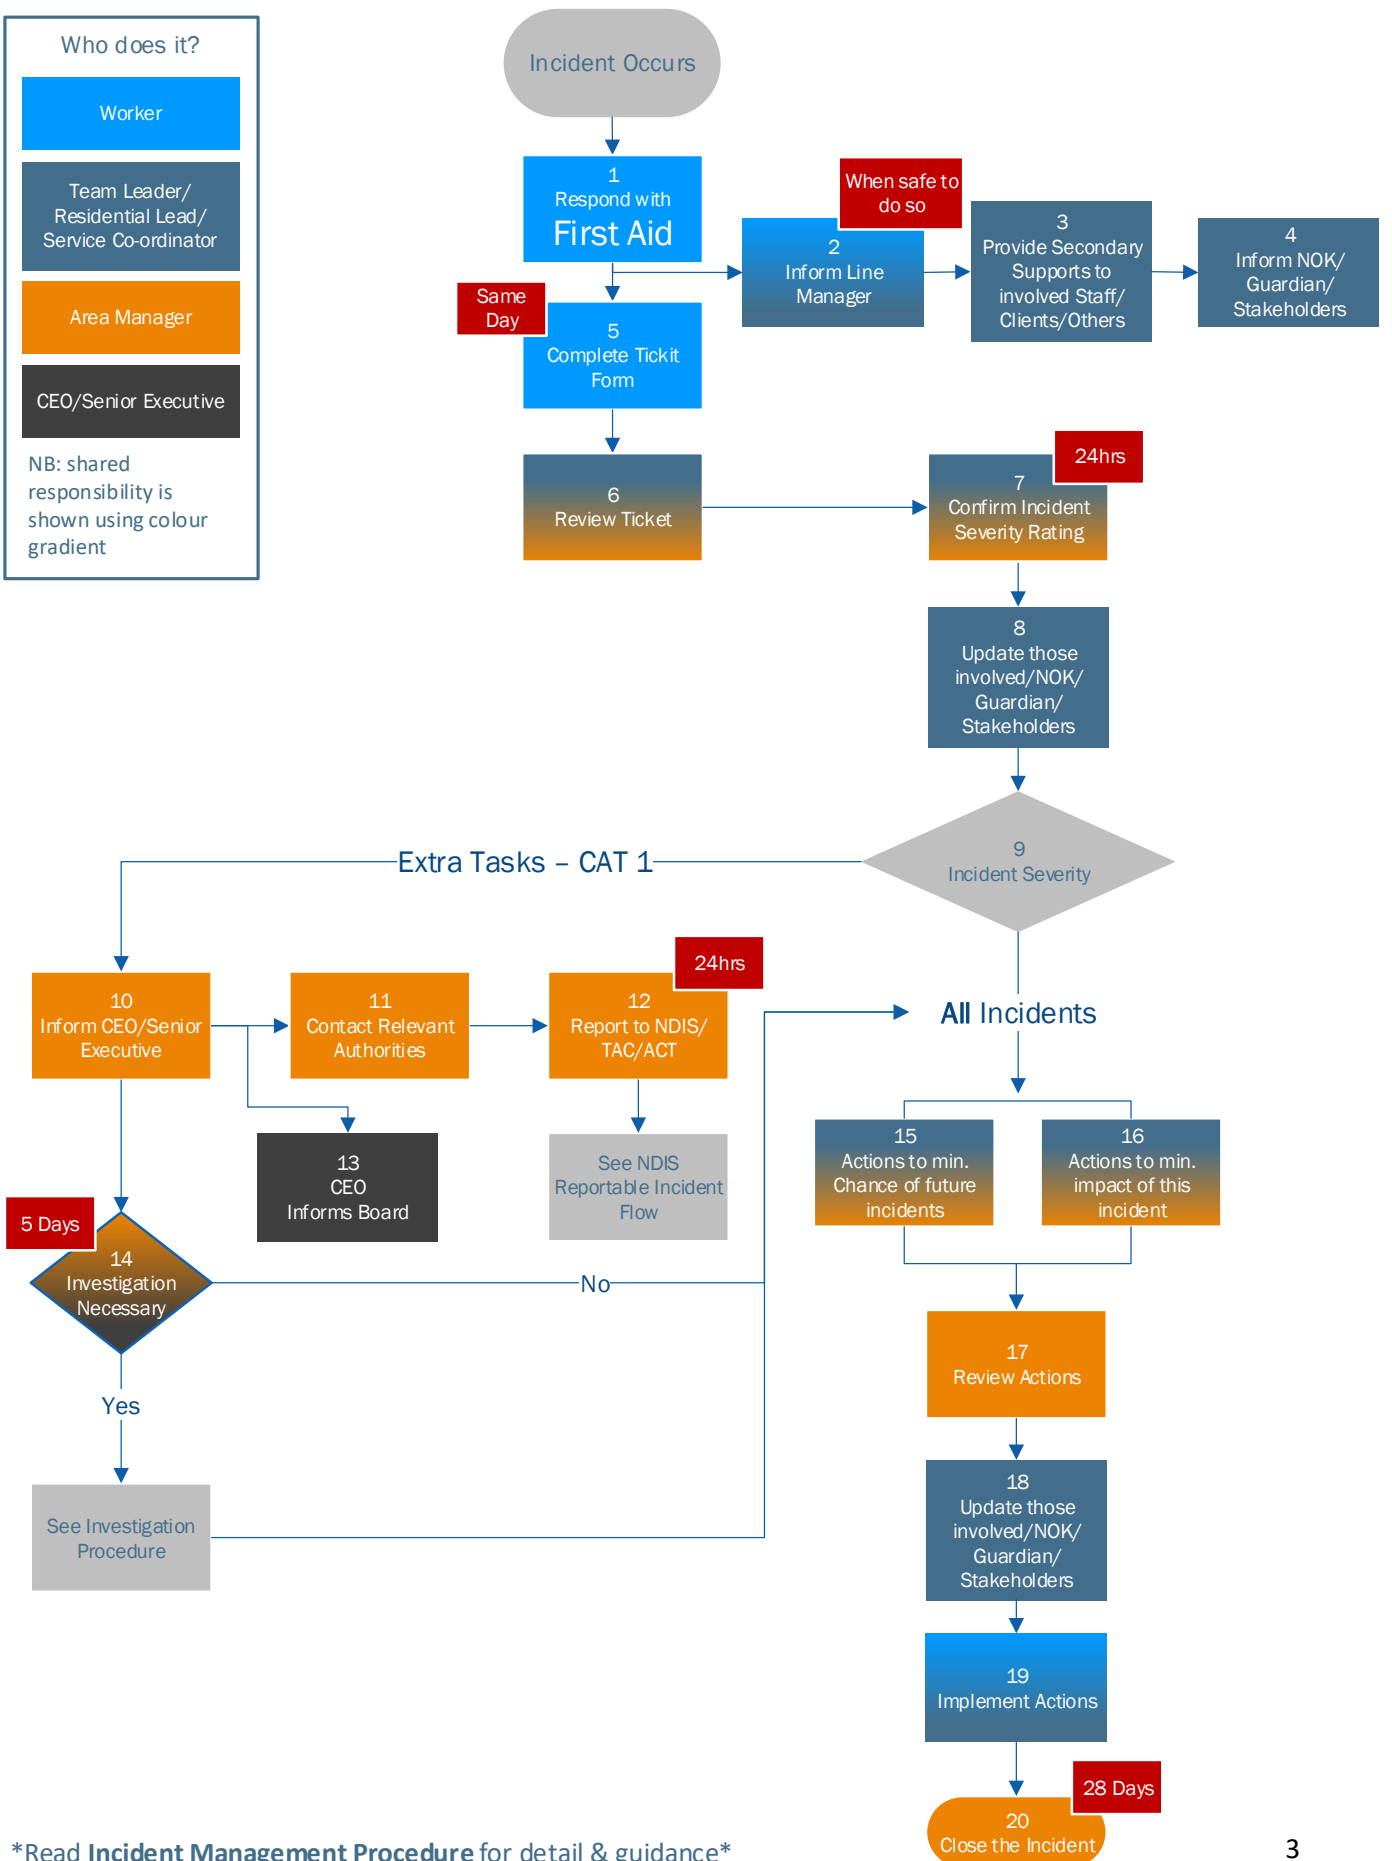 Who does it?
Worker
Team Leader/
Residential Lead/
Service Co-ordinator
Area Manager
CEO/Senior Executive
NB: shared
responsibility is
shown using colour
gradient
Incident Occurs
1
Respond with
First Aid
When safe to
do so
2
Inform Line
Manager
3
Provide Secondary
Supports to
involved Staff/
Clients/Others
4
Inform NOK/
Guardian/
Stakeholders
Same
Day
5
Complete Tickit
Form
6
Review Ticket
24hrs
7
Confirm Incident
Severity Rating
8
Update those
involved/NOK/
Guardian/
Stakeholders
9
Incident Severity
Extra Tasks – CAT 1
10
Inform CEO/Senior
Executive
11
Contact Relevant
Authorities
24hrs
12
Report to NDIS/
TAC/ACT
All Incidents
13
CEO
Informs Board
See NDIS
Reportable Incident
Flow
5 Days
14
Investigation
Necessary
No
Yes
See Investigation
Procedure
15
Actions to min.
Chance of future
incidents
16
Actions to min.
impact of this
incident
17
Review Actions
18
Update those
involved/NOK/
Guardian/
Stakeholders
19
Implement Actions
28 Days
20
Close the Incident
*Read Incident Management Procedure for detail & guidance*
3